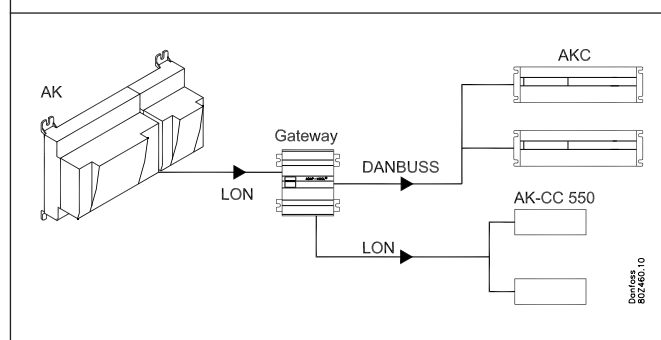 AK
AKC
Gateway
LON
DANBUSS
AK-CC 550
LON
Danfoss
80Z460.10